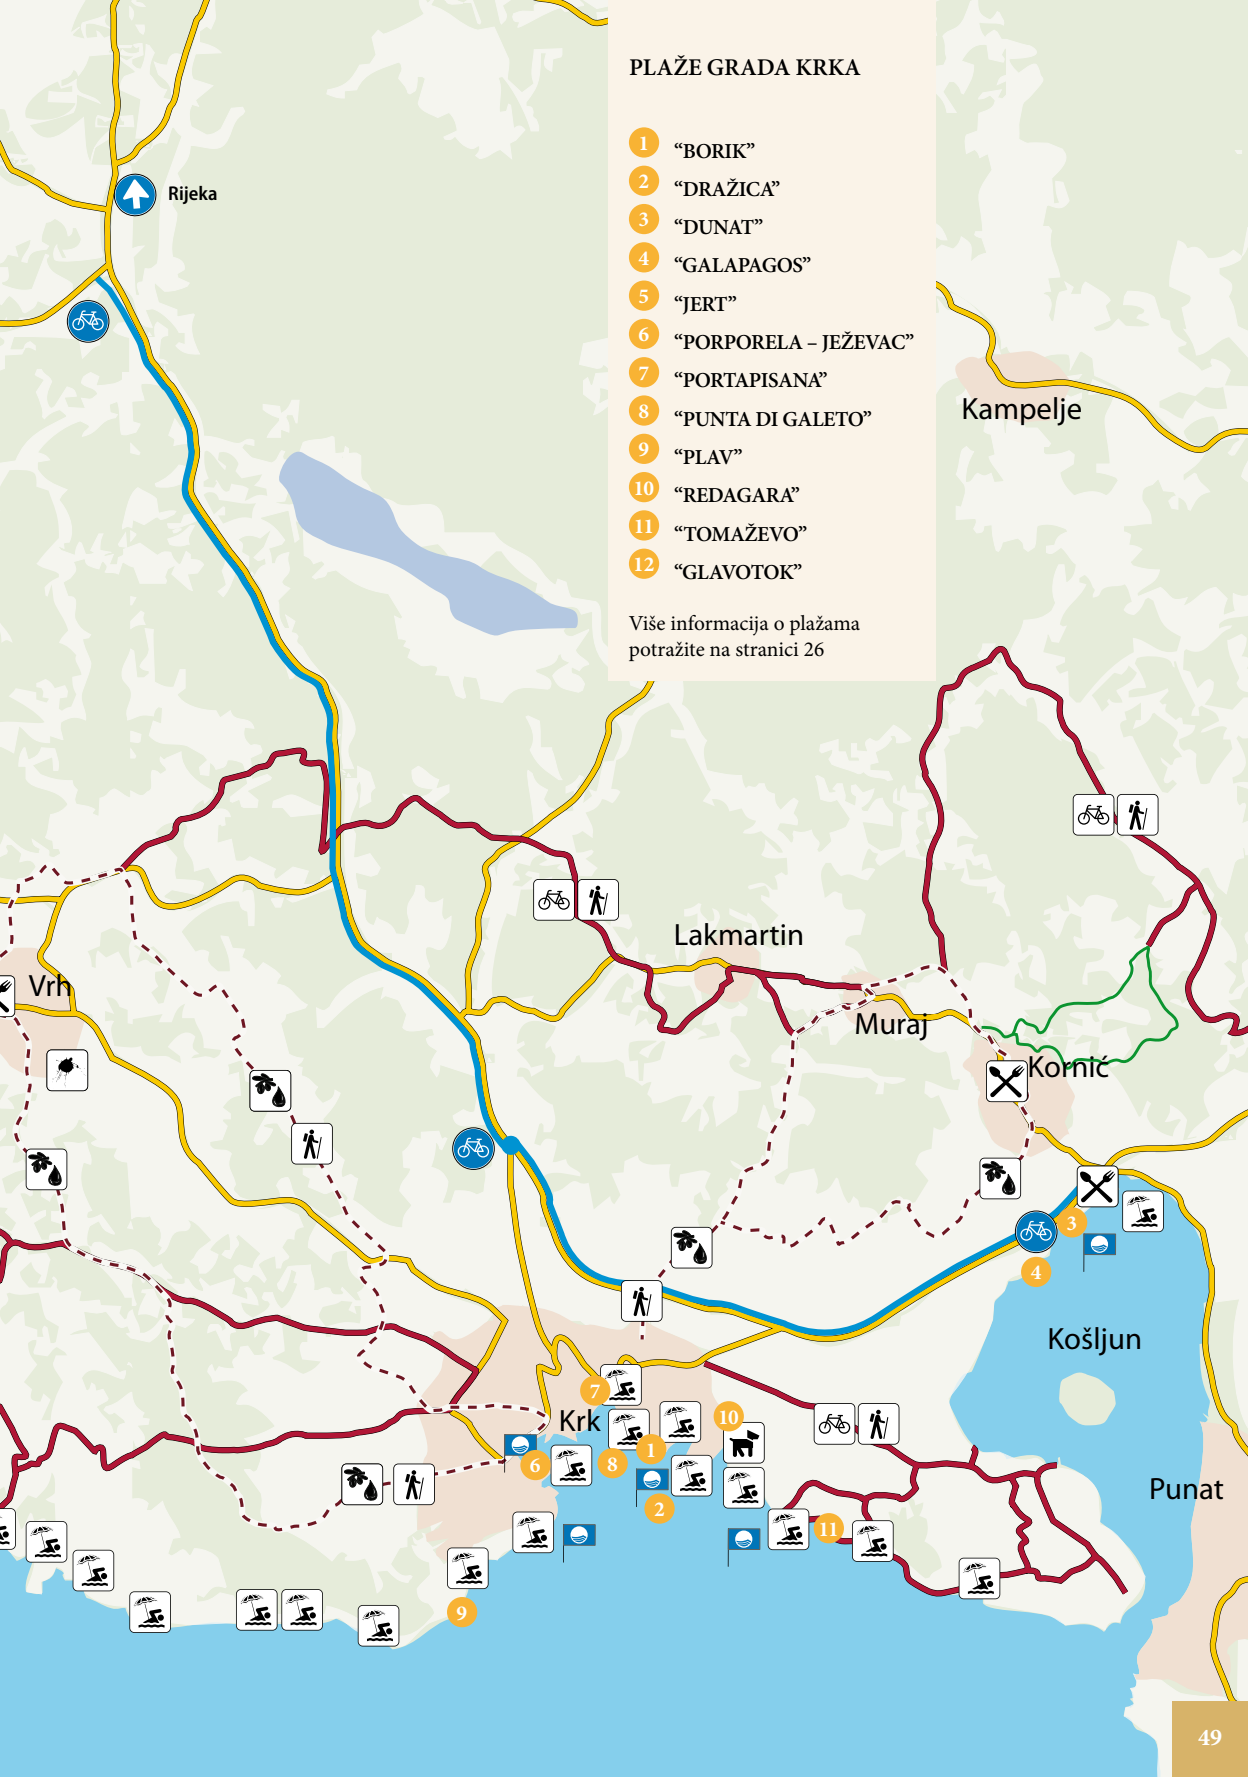 PLAŽE GRADA KRKA
1 “BORIK”
2 “DRAŽICA”
3 “DUNAT”
4 “GALAPAGOS”
5 “JERT”
6 “PORPORELA – JEŽEVAC”
7 “PORTAPISANA”
8 “PUNTA DI GALETO”
9 “PLAV”
10 “REDAGARA”
11 “TOMAŽEVO”
12 “GLAVOTOK”
Više informacija o plažama
potražite na stranici 26
Rijeka
Kampelje
Lakmartin
Vrh
Muraj
Kornić
3
4
Košljun
7
Krk
10
1
6
8
Punat
2
11
9
49